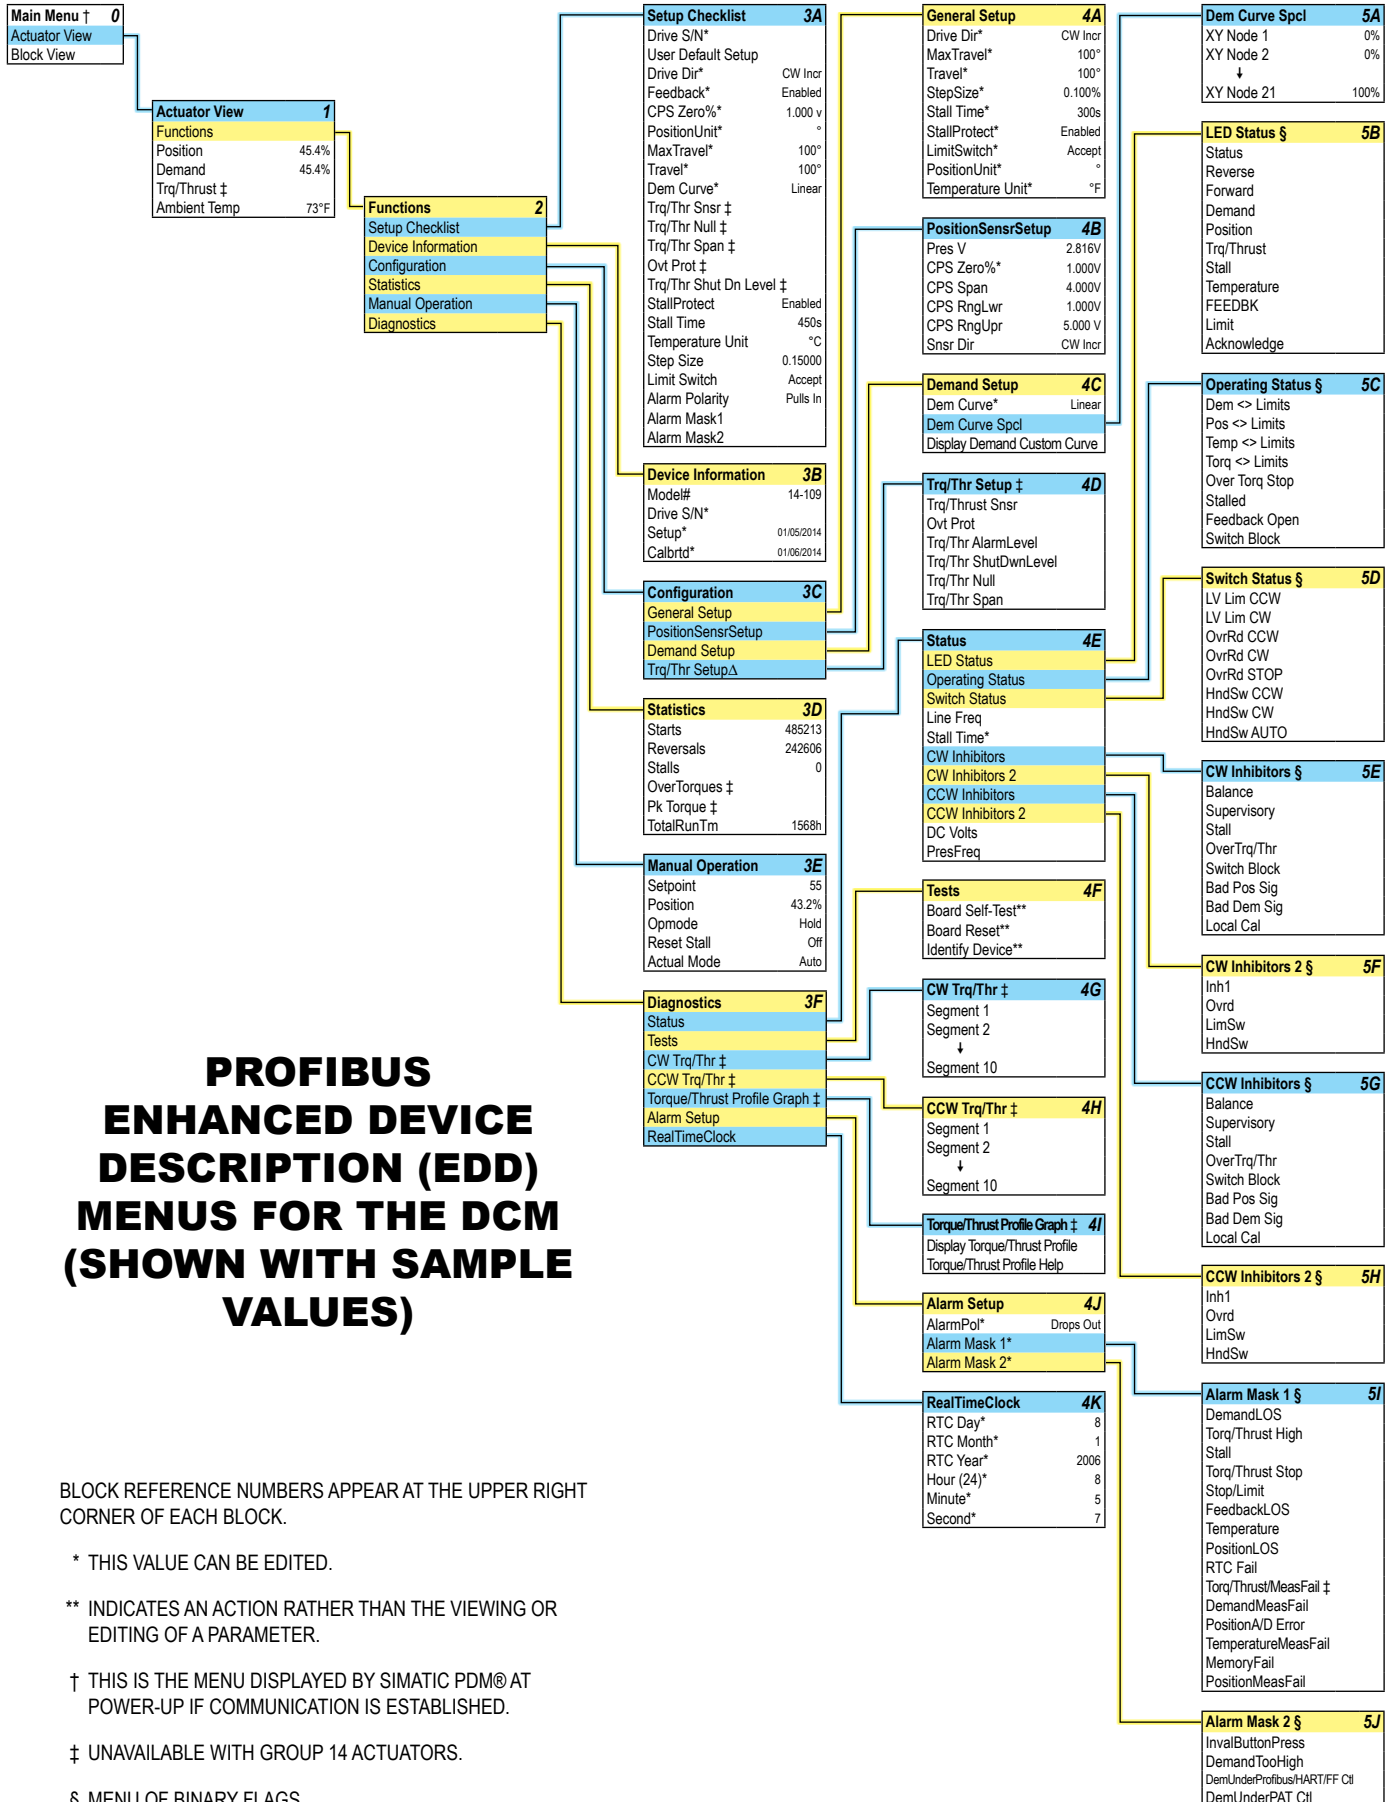 Main Menu † 0
Actuator View
Block View
Actuator View 1
Functions
Position 45.4%
Demand 45.4%
Trq/Thrust ‡
Ambient Temp 73°F
Functions 2
Setup Checklist
Device Information
Configuration
Statistics
Manual Operation
Diagnostics
Setup Checklist 3A
Drive S/N*
User Default Setup
Drive Dir* CW Incr
Feedback* Enabled
CPS Zero%* 1.000 v
PositionUnit* °
MaxTravel* 100°
Travel* 100°
Dem Curve* Linear
Trq/Thr Snsr ‡
Trq/Thr Null ‡
Trq/Thr Span ‡
Ovt Prot ‡
Trq/Thr Shut Dn Level ‡
StallProtect Enabled
Stall Time 450s
Temperature Unit °C
Step Size 0.15000
Limit Switch Accept
Alarm Polarity Pulls In
Alarm Mask1
Alarm Mask2
Device Information 3B
Model# 14-109
Drive S/N*
Setup* 01/05/2014
Calbrtd* 01/06/2014
Configuration 3C
General Setup
PositionSensrSetup
Demand Setup
Trq/Thr SetupΔ
Statistics 3D
Starts 485213
Reversals 242606
Stalls 0
OverTorques ‡
Pk Torque ‡
TotalRunTm 1568h
Manual Operation 3E
Setpoint 55
Position 43.2%
Opmode Hold
Reset Stall Off
Actual Mode Auto
Diagnostics 3F
Status
Tests
CW Trq/Thr ‡
CCW Trq/Thr ‡
Torque/Thrust Profile Graph ‡
Alarm Setup
RealTimeClock
General Setup 4A
Drive Dir* CW Incr
MaxTravel* 100°
Travel* 100°
StepSize* 0.100%
Stall Time* 300s
StallProtect* Enabled
LimitSwitch* Accept
PositionUnit* °
Temperature Unit* °F
PositionSensrSetup 4B
Pres V 2.816V
CPS Zero%* 1.000V
CPS Span 4.000V
CPS RngLwr 1.000V
CPS RngUpr 5.000 V
Snsr Dir CW Incr
Demand Setup 4C
Dem Curve* Linear
Dem Curve Spcl
Display Demand Custom Curve
Trq/Thr Setup ‡ 4D
Trq/Thrust Snsr
Ovt Prot
Trq/Thr AlarmLevel
Trq/Thr ShutDwnLevel
Trq/Thr Null
Trq/Thr Span
Status 4E
LED Status
Operating Status
Switch Status
Line Freq
Stall Time*
CW Inhibitors
CW Inhibitors 2
CCW Inhibitors
CCW Inhibitors 2
DC Volts
PresFreq
Tests 4F
Board Self-Test**
Board Reset**
Identify Device**
CW Trq/Thr ‡ 4G
Segment 1
Segment 2
↓
Segment 10
CCW Trq/Thr ‡ 4H
Segment 1
Segment 2
↓
Segment 10
Torque/Thrust Profile Graph ‡ 4I
Display Torque/Thrust Profile
Torque/Thrust Profile Help
Alarm Setup 4J
AlarmPol* Drops Out
Alarm Mask 1*
Alarm Mask 2*
RealTimeClock 4K
RTC Day* 8
RTC Month* 1
RTC Year* 2006
Hour (24)* 8
Minute* 5
Second* 7
Dem Curve Spcl 5A
XY Node 1 0%
XY Node 2 0%
↓
XY Node 21 100%
LED Status § 5B
Status
Reverse
Forward
Demand
Position
Trq/Thrust
Stall
Temperature
FEEDBK
Limit
Acknowledge
Operating Status § 5C
Dem <> Limits
Pos <> Limits
Temp <> Limits
Torq <> Limits
Over Torq Stop
Stalled
Feedback Open
Switch Block
Switch Status § 5D
LV Lim CCW
LV Lim CW
OvrRd CCW
OvrRd CW
OvrRd STOP
HndSw CCW
HndSw CW
HndSw AUTO
CW Inhibitors § 5E
Balance
Supervisory
Stall
OverTrq/Thr
Switch Block
Bad Pos Sig
Bad Dem Sig
Local Cal
CW Inhibitors 2 § 5F
Inh1
Ovrd
LimSw
HndSw
CCW Inhibitors § 5G
Balance
Supervisory
Stall
OverTrq/Thr
Switch Block
Bad Pos Sig
Bad Dem Sig
Local Cal
CCW Inhibitors 2 § 5H
Inh1
Ovrd
LimSw
HndSw
Alarm Mask 1 § 5I
DemandLOS
Torq/Thrust High
Stall
Torq/Thrust Stop
Stop/Limit
FeedbackLOS
Temperature
PositionLOS
RTC Fail
Torq/Thrust/MeasFail ‡
DemandMeasFail
PositionA/D Error
TemperatureMeasFail
MemoryFail
PositionMeasFail
Alarm Mask 2 § 5J
InvalButtonPress
DemandTooHigh
DemUnderProfibus/HART/FF Ctl
DemUnderPAT Ctl
PROFIBUS
ENHANCED DEVICE
DESCRIPTION (EDD)
MENUS FOR THE DCM
(SHOWN WITH SAMPLE
VALUES)
BLOCK REFERENCE NUMBERS APPEAR AT THE UPPER RIGHT
CORNER OF EACH BLOCK.
* THIS VALUE CAN BE EDITED.
** INDICATES AN ACTION RATHER THAN THE VIEWING OR
EDITING OF A PARAMETER.
† THIS IS THE MENU DISPLAYED BY SIMATIC PDM® AT
POWER-UP IF COMMUNICATION IS ESTABLISHED.
‡ UNAVAILABLE WITH GROUP 14 ACTUATORS.
§ MENU OF BINARY FLAGS